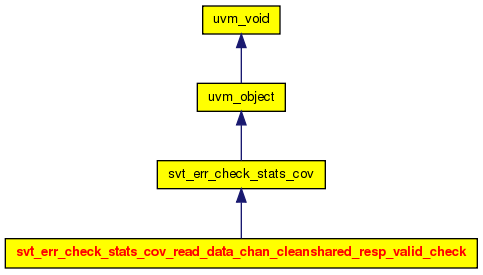 uvm_void
uvm_object
svt_err_check_stats_cov
svt_err_check_stats_cov_read_data_chan_cleanshared_resp_valid_check